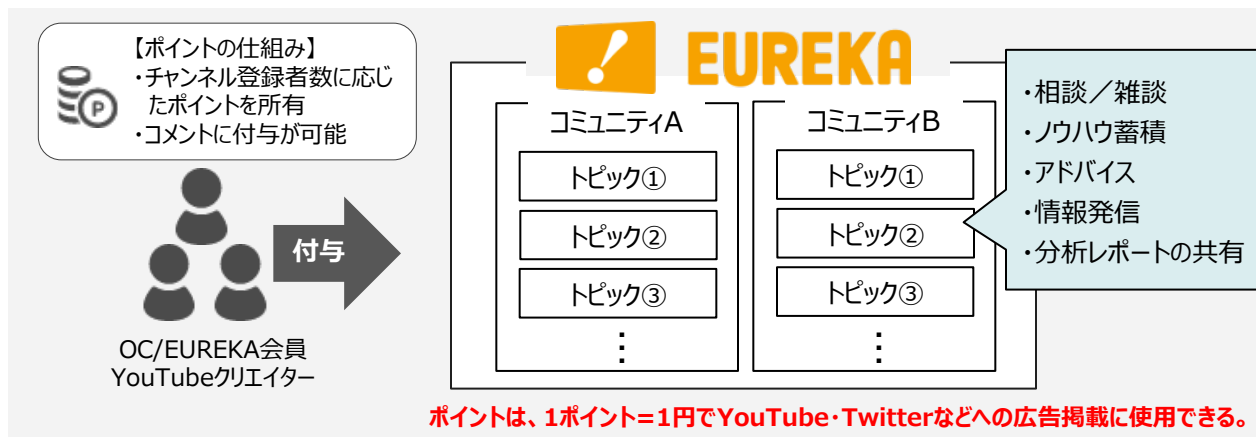 【ポイントの仕組み】
・チャンネル登録者数に応じ
たポイントを所有
・コメントに付与が可能
P
付与
OC/EUREKA会員
YouTubeクリエイター
! EUREKA
コミュニティA
トピック①
トピック②
トピック③
⋮
コミュニティB
トピック①
トピック②
トピック③
⋮
・相談／雑談
・ノウハウ蓄積
・アドバイス
・情報発信
・分析レポートの共有
ポイントは、1ポイント=1円でYouTube・Twitterなどへの広告掲載に使用できる。